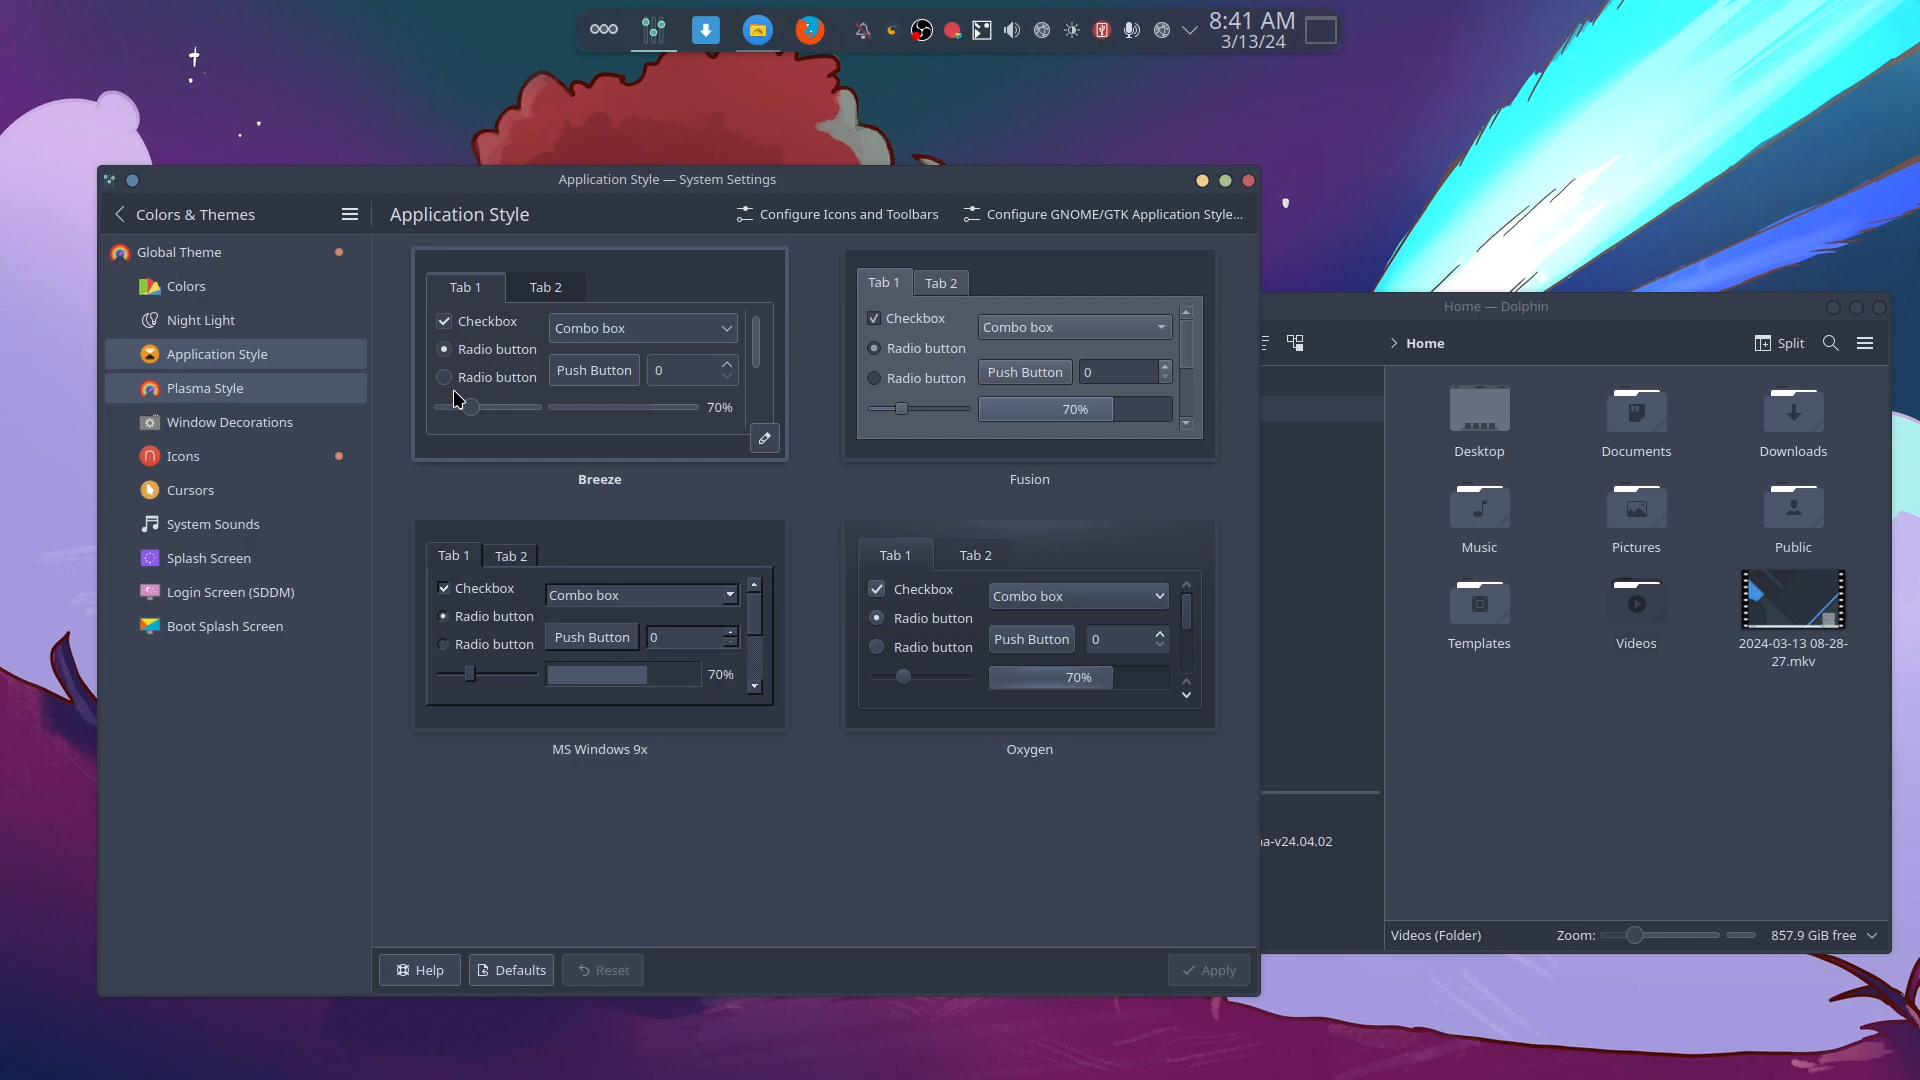 8:41 AM
3/13/24
Application Style — System Settings
Colors & Themes
Application Style
Configure Icons and Toolbars
Configure GNOME/GTK Application Style...
Global Theme
Colors
Night Light
Application Style
Plasma Style
Window Decorations
Icons
Cursors
System Sounds
Splash Screen
Login Screen (SDDM)
Boot Splash Screen
Tab 1
Tab 2
Checkbox
Combo box
Radio button
Push Button
0
Radio button
70%
Breeze
Tab 1
Tab 2
Checkbox
Combo box
Radio button
Push Button
0
Radio button
70%
Fusion
Tab 1
Tab 2
Checkbox
Combo box
Radio button
Push Button
0
Radio button
70%
MS Windows 9x
Tab 1
Tab 2
Checkbox
Combo box
Radio button
Push Button
0
Radio button
70%
Oxygen
Help
Defaults
Reset
Apply
Home — Dolphin
Home
Split
Desktop
Documents
Downloads
Music
Pictures
Public
Templates
Videos
2024-03-13 08-28-
27.mkv
-v24.04.02
Videos (Folder)
Zoom:
857.9 GiB free